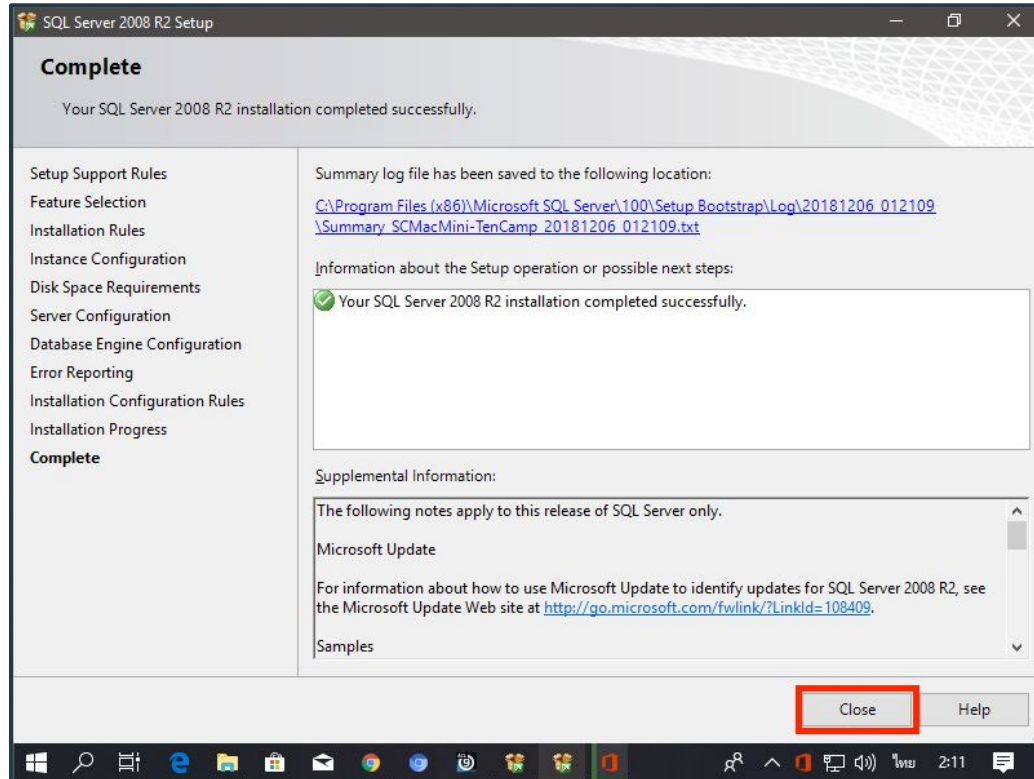 SQL Server 2008 R2 Setup
Complete
Your SQL Server 2008 R2 installation completed successfully.
Setup Support Rules
Feature Selection
Installation Rules
Instance Configuration
Disk Space Requirements
Server Configuration
Database Engine Configuration
Error Reporting
Installation Configuration Rules
Installation Progress
Complete
Summary log file has been saved to the following location:
C:\Program Files (x86)\Microsoft SQL Server\100\Setup Bootstrap\Log\20181206_012109
\Summary_SCMacMini-TenCamp_20181206_012109.txt
Information about the Setup operation or possible next steps:
Your SQL Server 2008 R2 installation completed successfully.
Supplemental Information:
The following notes apply to this release of SQL Server only.
Microsoft Update
For information about how to use Microsoft Update to identify updates for SQL Server 2008 R2, see
the Microsoft Update Web site at http://go.microsoft.com/fwlink/?LinkId=108409.
Samples
Close
Help
ไทย
2:11